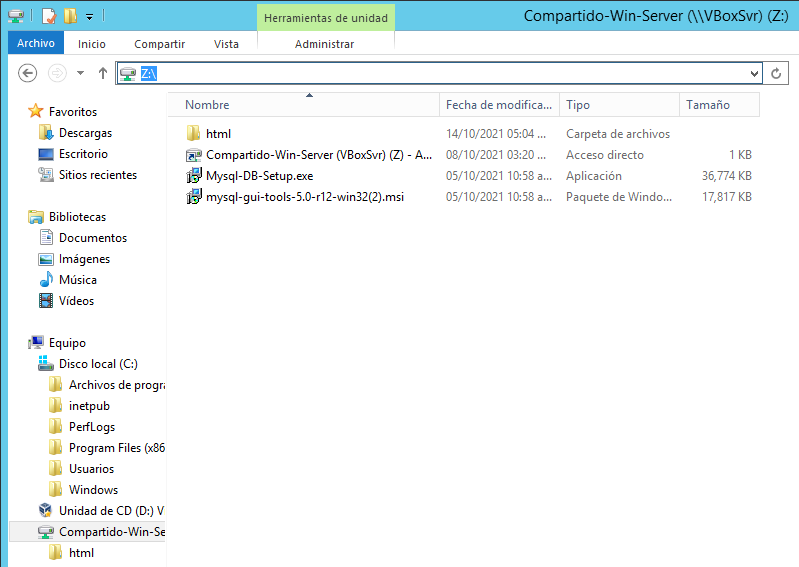 Herramientas de unidad
Compartido-Win-Server (\\VBoxSvr) (Z:)
Archivo Inicio Compartir Vista Administrar
Z:\
Nombre Fecha de modifica... Tipo Tamaño
html 14/10/2021 05:04 ... Carpeta de archivos
Compartido-Win-Server (VBoxSvr) (Z) - A... 08/10/2021 03:20 ... Acceso directo 1 KB
Mysql-DB-Setup.exe 05/10/2021 10:58 a... Aplicación 36,774 KB
mysql-gui-tools-5.0-r12-win32(2).msi 05/10/2021 10:58 a... Paquete de Windo... 17,817 KB
Favoritos
Descargas
Escritorio
Sitios recientes
Bibliotecas
Documentos
Imágenes
Música
Vídeos
Equipo
Disco local (C:)
Archivos de progra
inetpub
PerfLogs
Program Files (x86
Usuarios
Windows
Unidad de CD (D:) V
Compartido-Win-Se
html